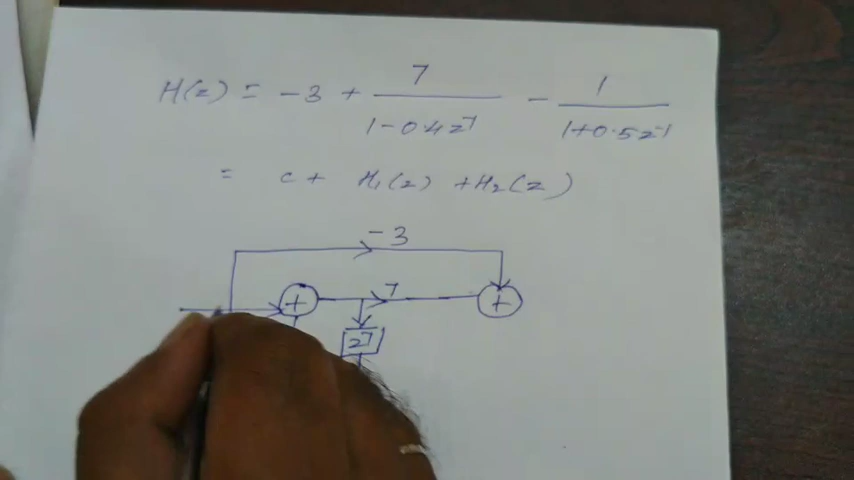 H(z) = -3 + 7/(1-0.4z⁻¹) - 1/(1+0.5z⁻¹)
= c + H₁(z) + H₂(z)
-3
+ 7 +
z⁻¹